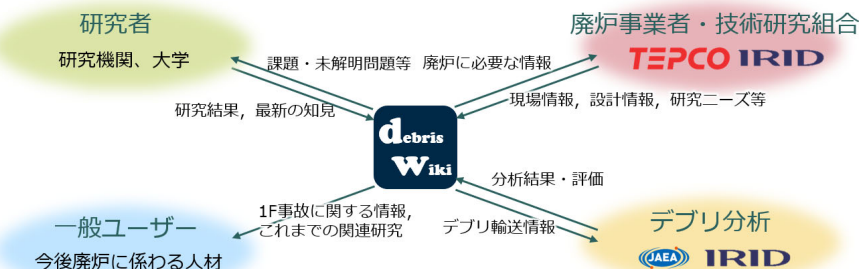 研究者
研究機関、大学
廃炉事業者・技術研究組合
TEPCO IRID
課題・未解明問題等
廃炉に必要な情報
研究結果，最新の知見
現場情報，設計情報，研究ニーズ等
debris
Wiki
分析結果・評価
デブリ輸送情報
1F事故に関する情報，
これまでの関連研究
一般ユーザー
今後廃炉に係わる人材
デブリ分析
JAEA IRID